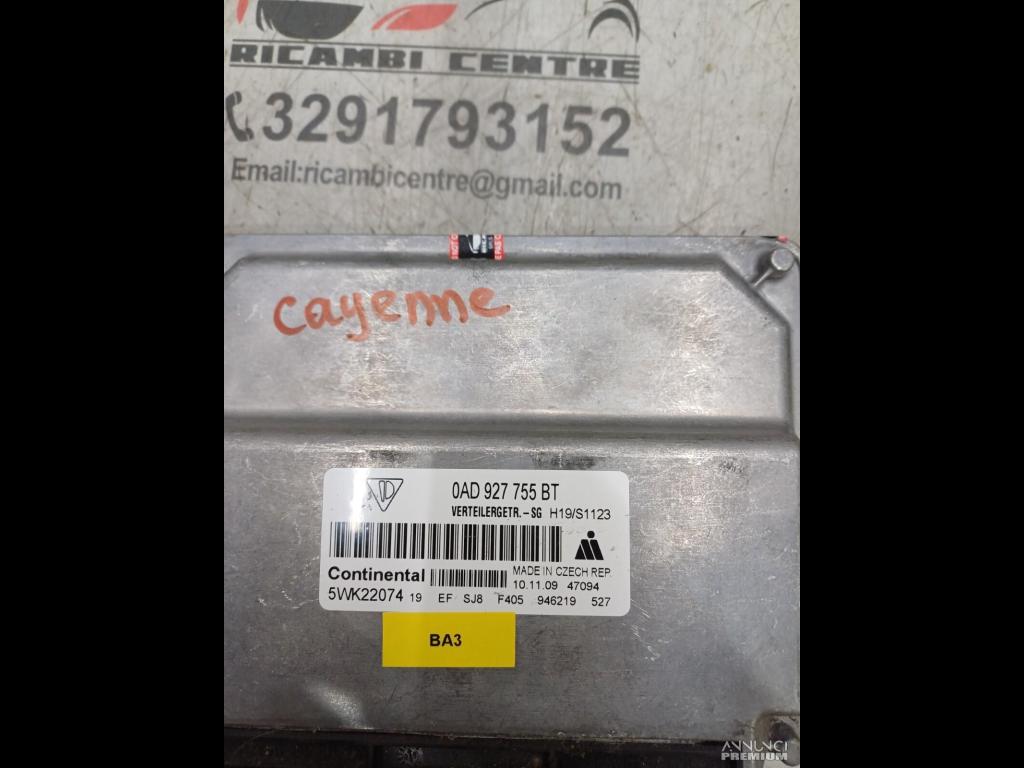 RICAMBI CENTRE
3291793152
Email:ricambicentre@gmail.com
cayenne
0AD 927 755 BT
VERTEILERGETR.-SG H19/S1123
Continental
MADE IN CZECH REP.
10.11.09 47094
5WK22074 19 EF SJ8 F405 946219 527
BA3
ANNUNCI
PREMIUM